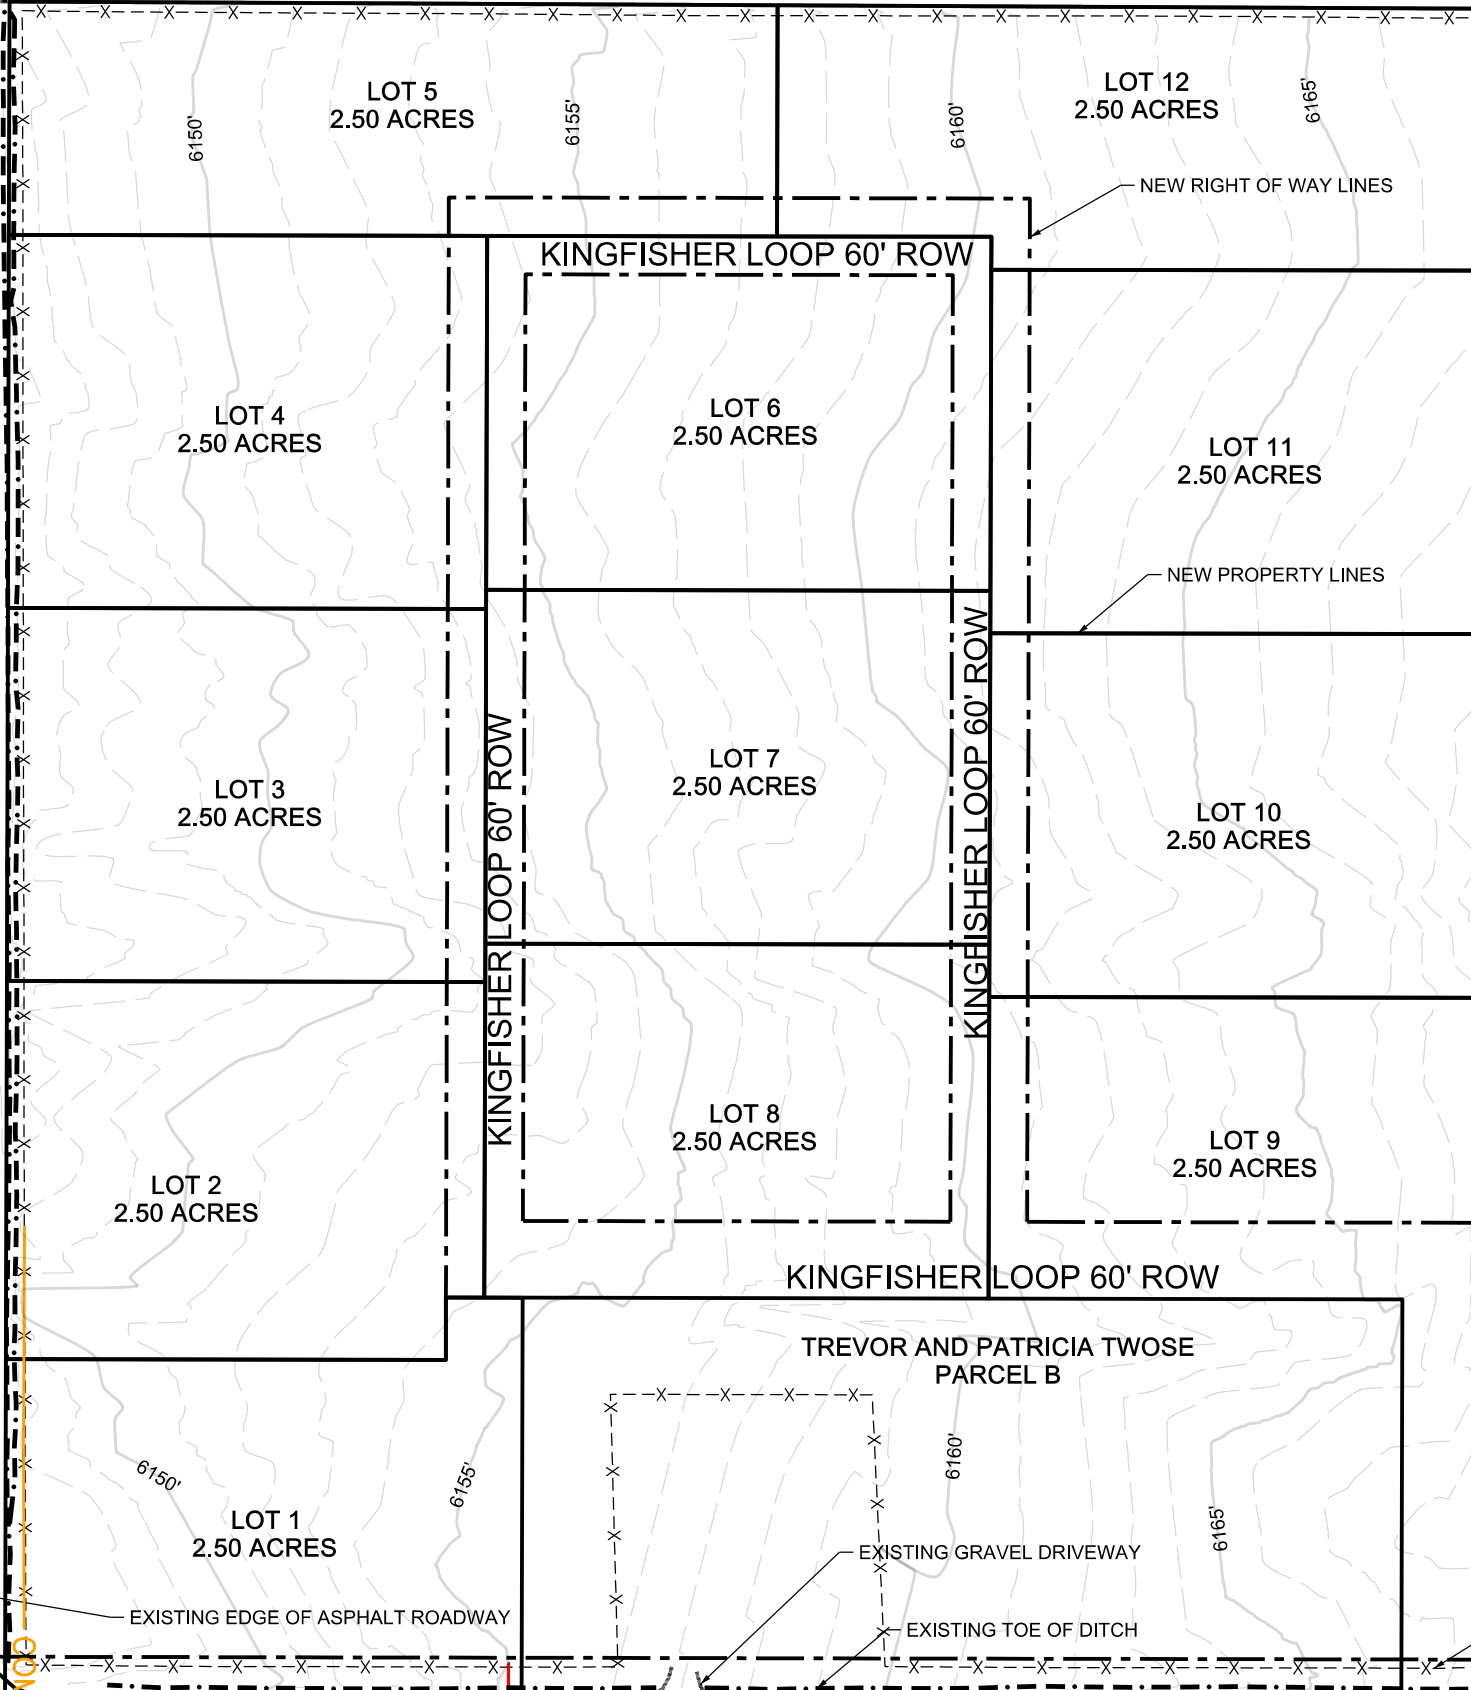 LOT 5
2.50 ACRES
LOT 12
2.50 ACRES
6150'
6155'
6160'
6165'
NEW RIGHT OF WAY LINES
KINGFISHER LOOP 60' ROW
LOT 4
2.50 ACRES
LOT 6
2.50 ACRES
LOT 11
2.50 ACRES
NEW PROPERTY LINES
KINGFISHER LOOP 60' ROW
KINGFISHER LOOP 60' ROW
LOT 3
2.50 ACRES
LOT 7
2.50 ACRES
LOT 10
2.50 ACRES
LOT 2
2.50 ACRES
LOT 8
2.50 ACRES
LOT 9
2.50 ACRES
KINGFISHER LOOP 60' ROW
TREVOR AND PATRICIA TWOSE
PARCEL B
6150'
6155'
6160'
6165'
LOT 1
2.50 ACRES
EXISTING GRAVEL DRIVEWAY
EXISTING EDGE OF ASPHALT ROADWAY
EXISTING TOE OF DITCH